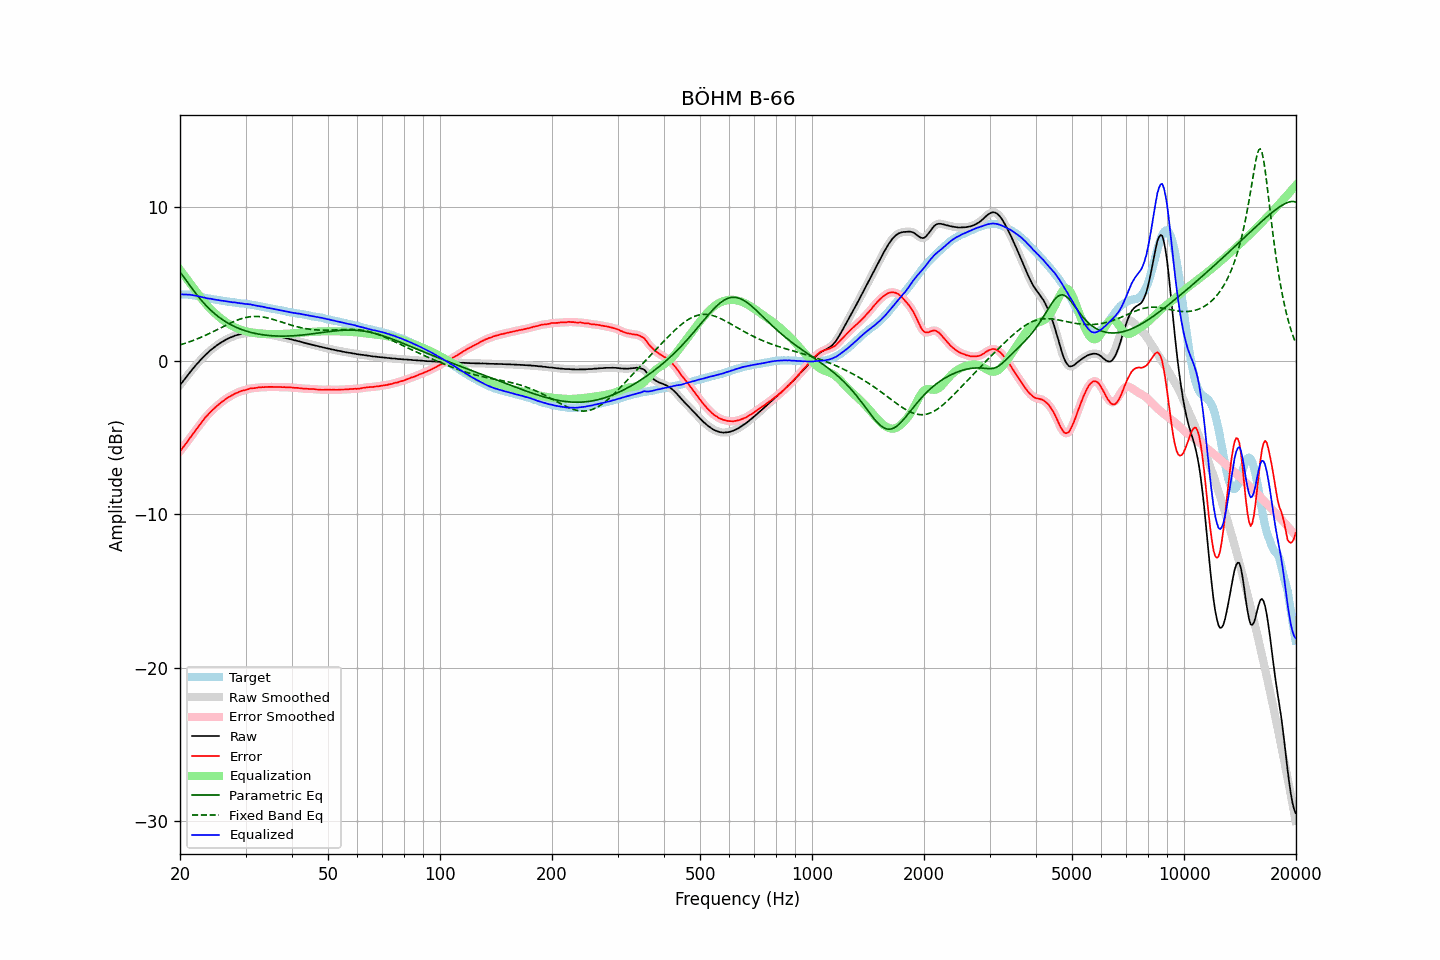 BÖHM B-66
Amplitude (dBr)
10
0
−10
−20
−30
Target
Raw Smoothed
Error Smoothed
Raw
Error
Equalization
Parametric Eq
Fixed Band Eq
Equalized
20 50 100 200 500 1000 2000 5000 10000 20000
Frequency (Hz)